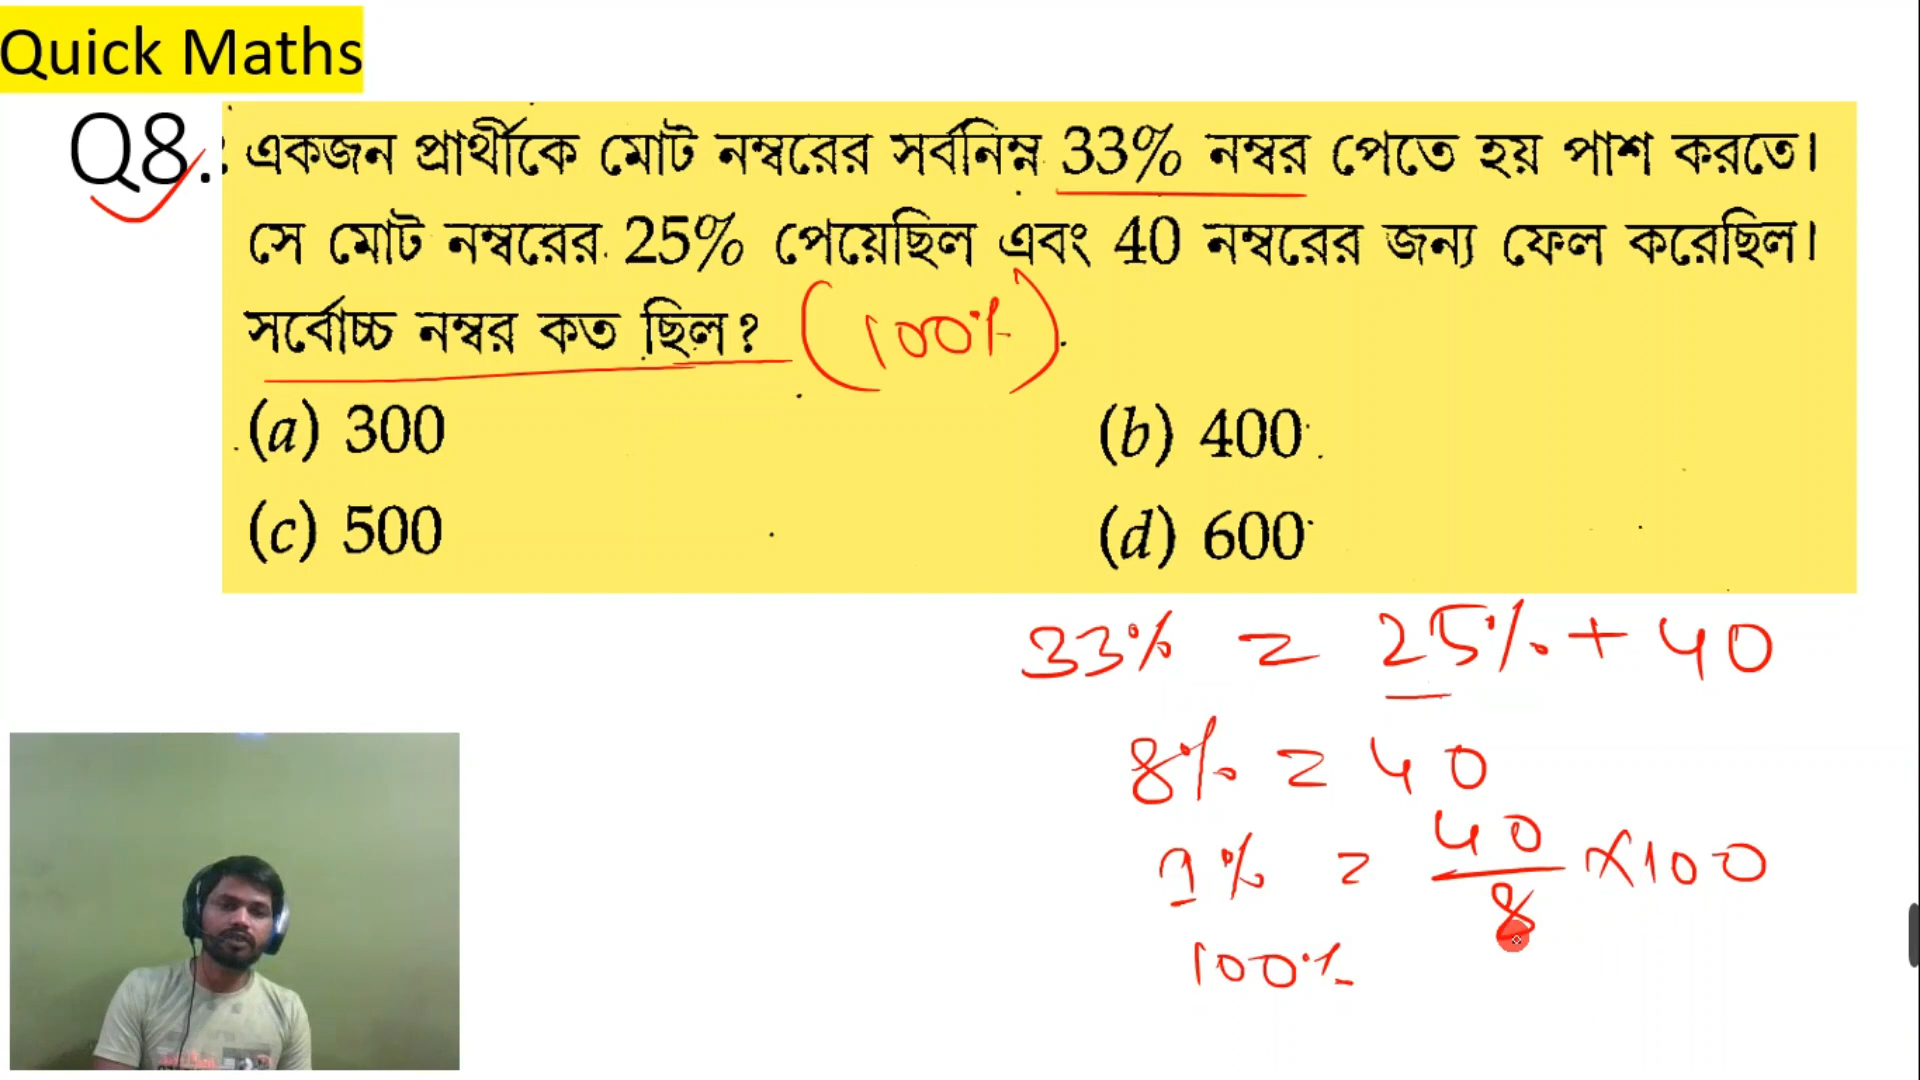 Quick Maths
Q8. একজন প্রার্থীকে মোট নম্বরের সর্বনিম্ন 33% নম্বর পেতে হয় পাশ করতে।
সে মোট নম্বরের 25% পেয়েছিল এবং 40 নম্বরের জন্য ফেল করেছিল।
সর্বোচ্চ নম্বর কত ছিল? (100%)
(a) 300 (b) 400
(c) 500 (d) 600
33% = 25% + 40
8% = 40
1% = 40/8 × 100
100%